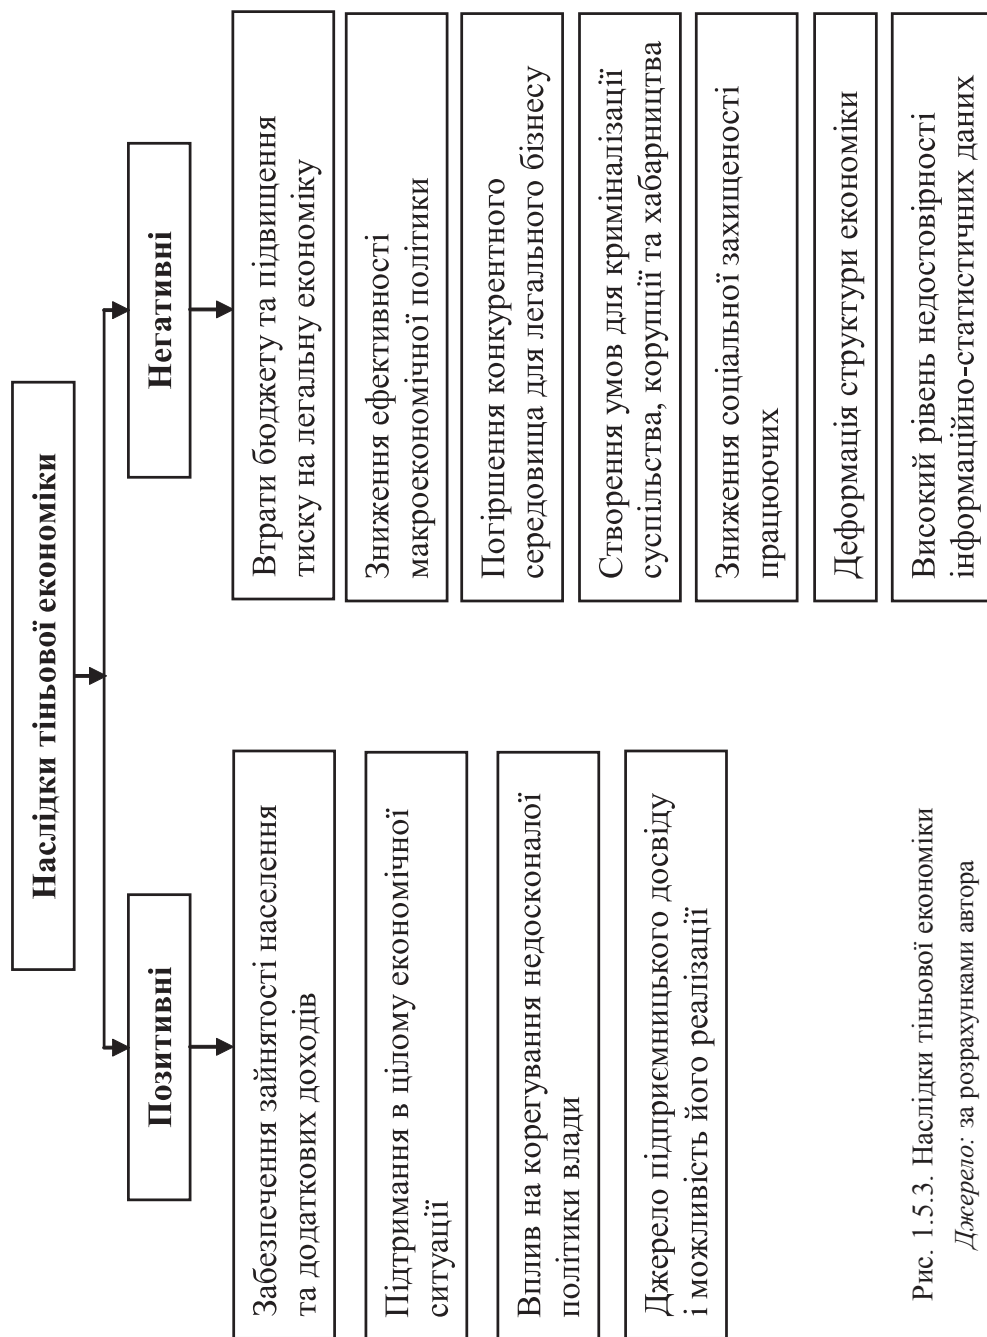 Наслідки тіньової економіки
Позитивні
Забезпечення зайнятості населення
та додаткових доходів
Підтримання в цілому економічної
ситуації
Вплив на корегування недосконалої
політики влади
Джерело підприємницького досвіду
і можливість його реалізації
Негативні
Втрати бюджету та підвищення
тиску на легальну економіку
Зниження ефективності
макроекономічної політики
Погіршення конкурентного
середовища для легального бізнесу
Створення умов для криміналізації
суспільства, корупції та хабарництва
Зниження соціальної захищеності
працюючих
Деформація структури економіки
Високий рівень недостовірності
інформаційно-статистичних даних
Рис. 1.5.3. Наслідки тіньової економіки
Джерело: за розрахунками автора